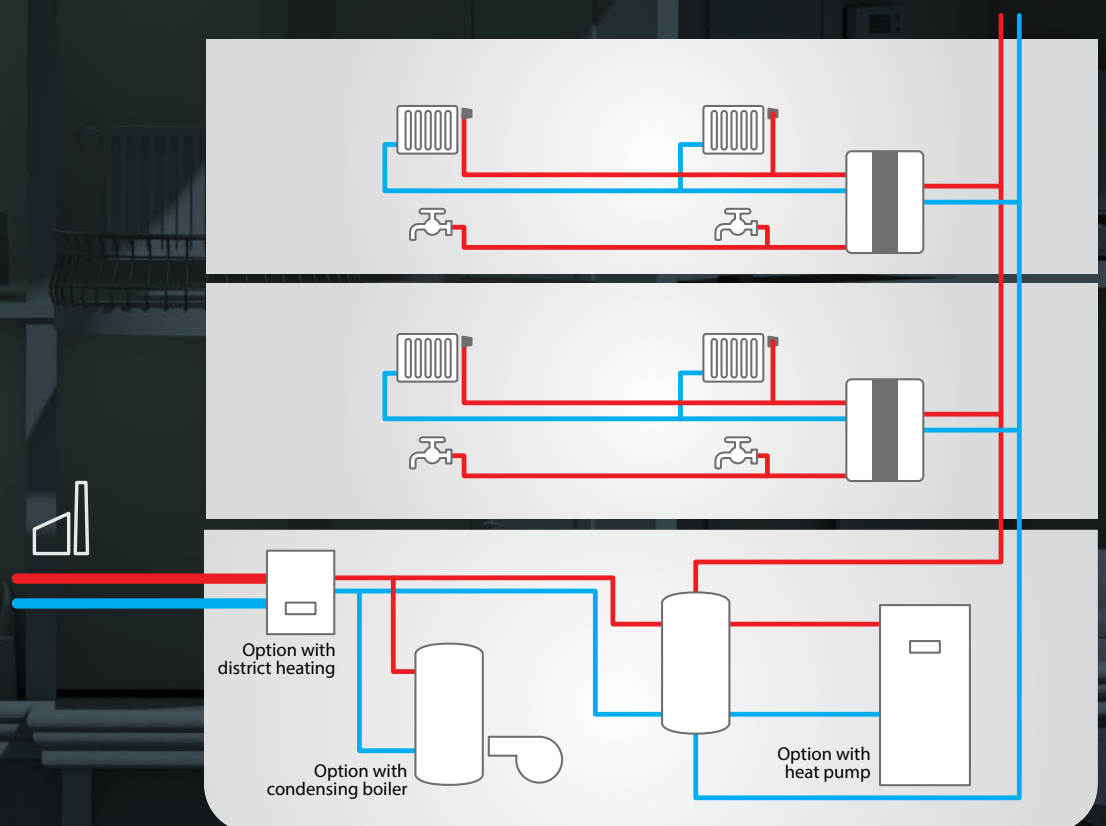 Option with
district heating
Option with
condensing boiler
Option with
heat pump